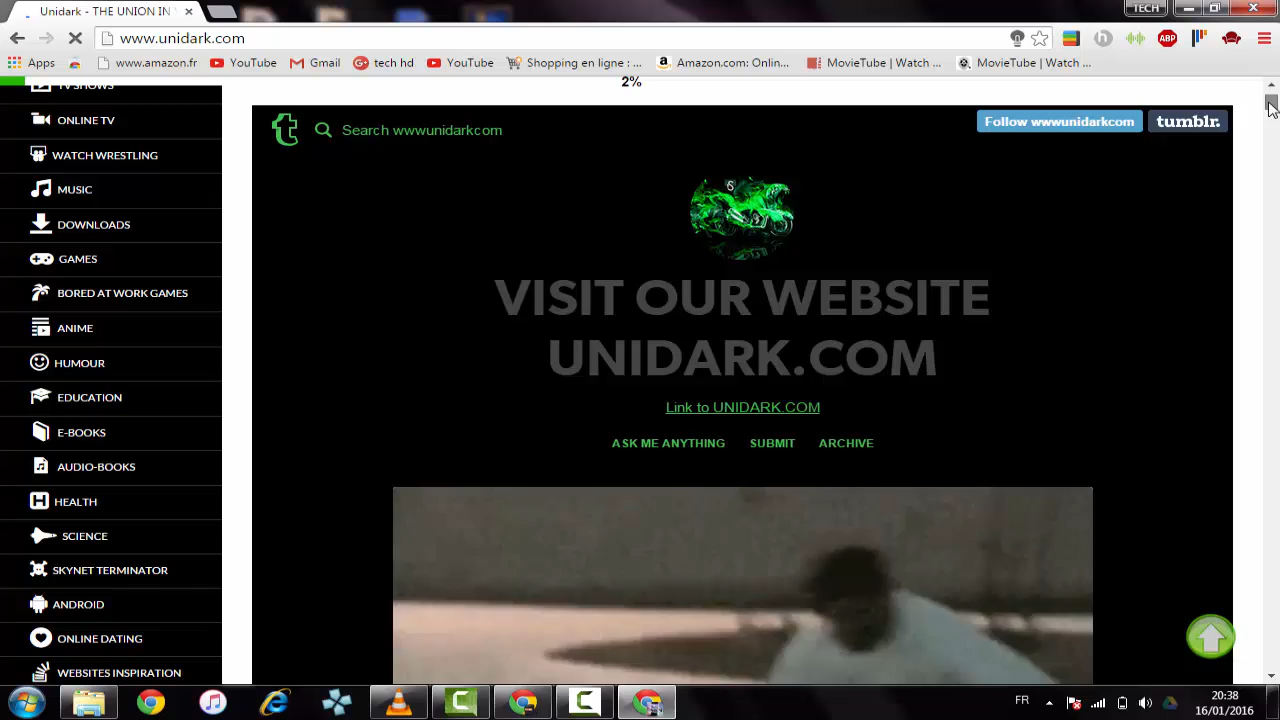 Unidark - THE UNION IN
TECH
www.unidark.com
ABP
Apps
www.amazon.fr
YouTube
Gmail
tech hd
YouTube
Shopping en ligne : ...
Amazon.com: Onlin...
MovieTube | Watch ...
MovieTube | Watch ...
2%
TV SHOWS
ONLINE TV
WATCH WRESTLING
MUSIC
DOWNLOADS
GAMES
BORED AT WORK GAMES
ANIME
HUMOUR
EDUCATION
E-BOOKS
AUDIO-BOOKS
HEALTH
SCIENCE
SKYNET TERMINATOR
ANDROID
ONLINE DATING
WEBSITES INSPIRATION
Search wwwunidarkcom
Follow wwwunidarkcom
tumblr.
VISIT OUR WEBSITE
UNIDARK.COM
Link to UNIDARK.COM
ASK ME ANYTHING
SUBMIT
ARCHIVE
FR
20:38
16/01/2016